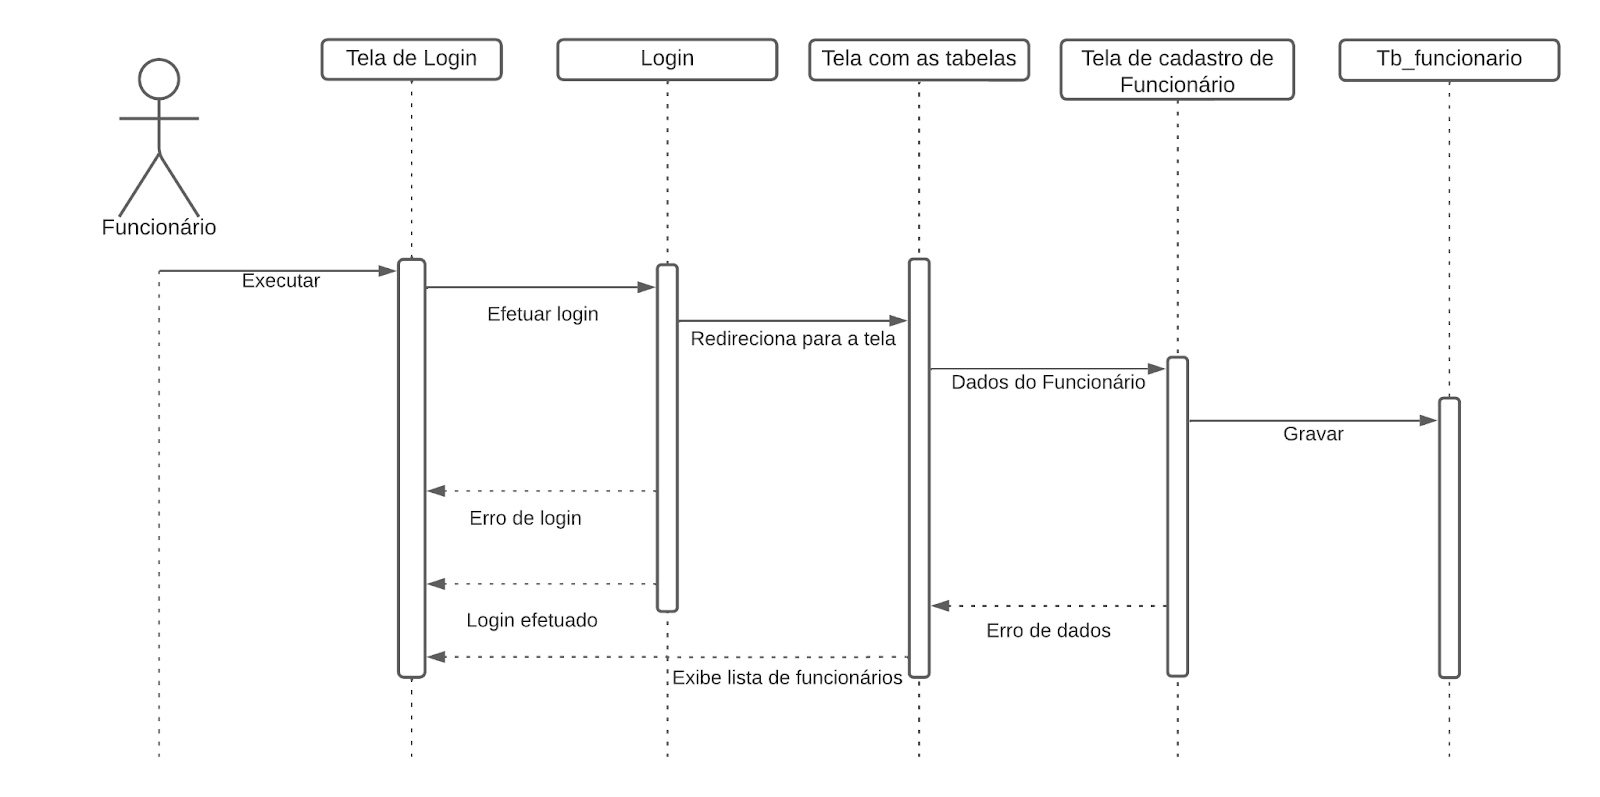 Tela de Login
Login
Tela com as tabelas
Tela de cadastro de
Funcionário
Tb_funcionario
Funcionário
Executar
Efetuar login
Redireciona para a tela
Dados do Funcionário
Gravar
Erro de login
Login efetuado
Erro de dados
Exibe lista de funcionários